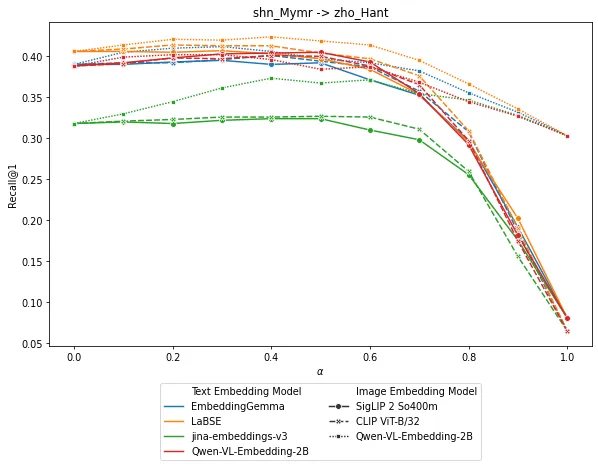 shn_Mymr -> zho_Hant
Recall@1
0.40
0.35
0.30
0.25
0.20
0.15
0.10
0.05
0.0 0.2 0.4 0.6 0.8 1.0
α
Text Embedding Model
EmbeddingGemma
LaBSE
jina-embeddings-v3
Qwen-VL-Embedding-2B
Image Embedding Model
SigLIP 2 So400m
CLIP ViT-B/32
Qwen-VL-Embedding-2B